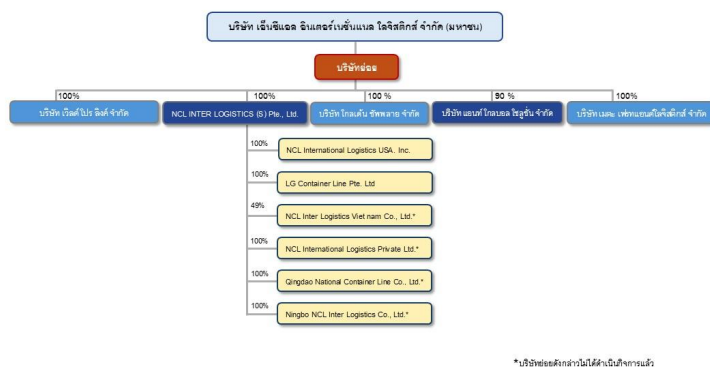 บริษัท เอ็นซีแอล อินเตอร์เนชั่นแนล โลจิสติกส์ จำกัด (มหาชน)
บริษัทย่อย
100% 100% 100 % 90 % 100%
บริษัท เวิลด์ โปร ลิงค์ จำกัด
NCL INTER LOGISTICS (S) Pte., Ltd.
บริษัท โกลเด้น ซัพพลาย จำกัด
บริษัท แอนท์ โกลบอล โซลูชั่น จำกัด
บริษัท เมตะ เฟรทแอนด์โลจิสติกส์ จำกัด
100% NCL International Logistics USA. Inc.
100% LG Container Line Pte. Ltd
49% NCL Inter Logistics Viet nam Co., Ltd.*
100% NCL International Logistics Private Ltd.*
100% Qingdao National Container Line Co., Ltd.*
100% Ningbo NCL Inter Logistics Co., Ltd.*
*บริษัทย่อยดังกล่าวไม่ได้ดำเนินกิจการแล้ว